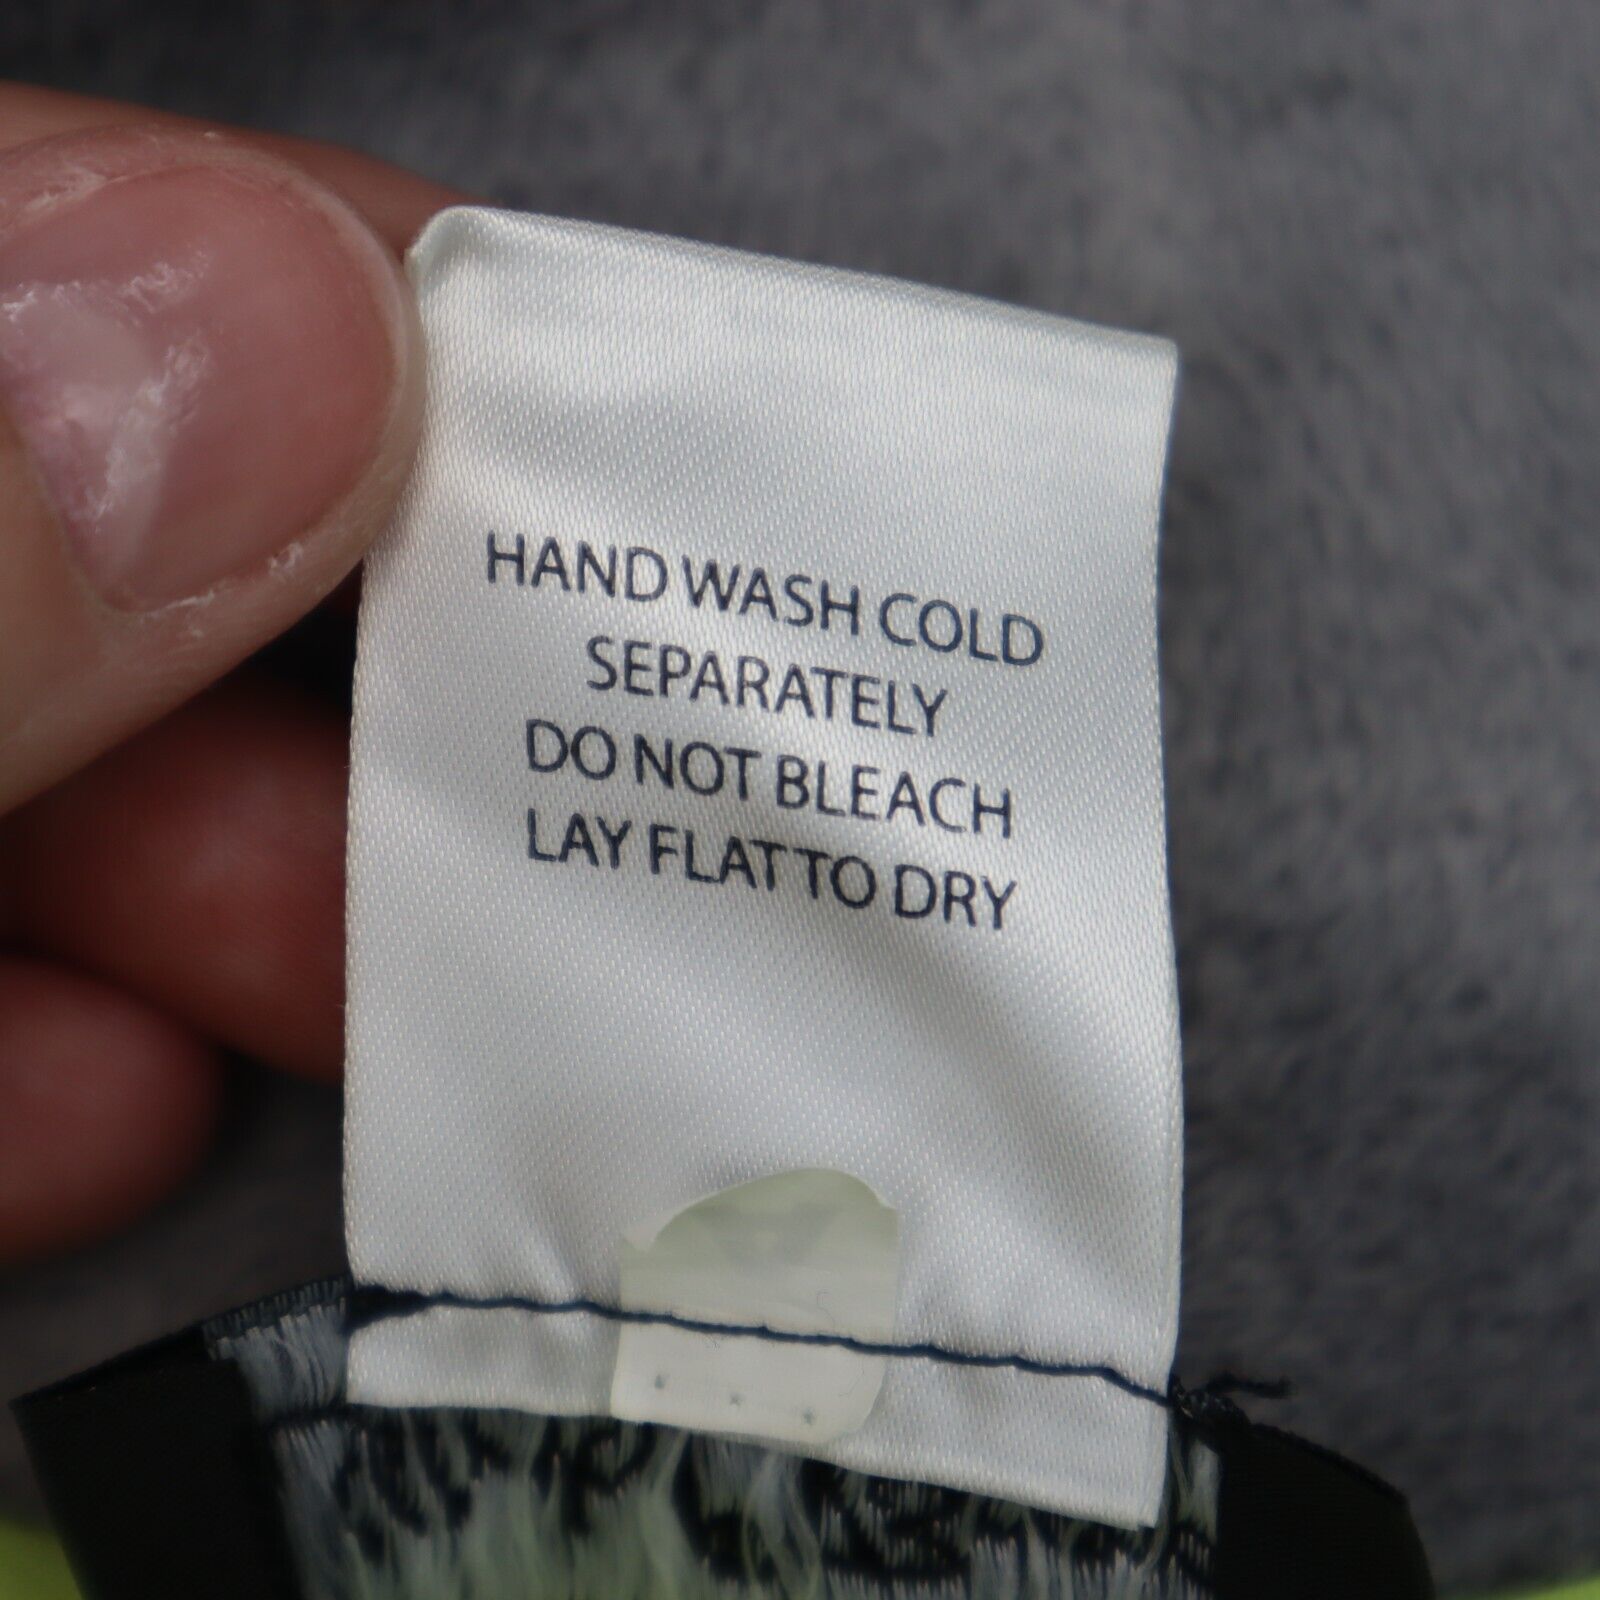 HAND WASH COLD
SEPARATELY
DO NOT BLEACH
LAY FLAT TO DRY